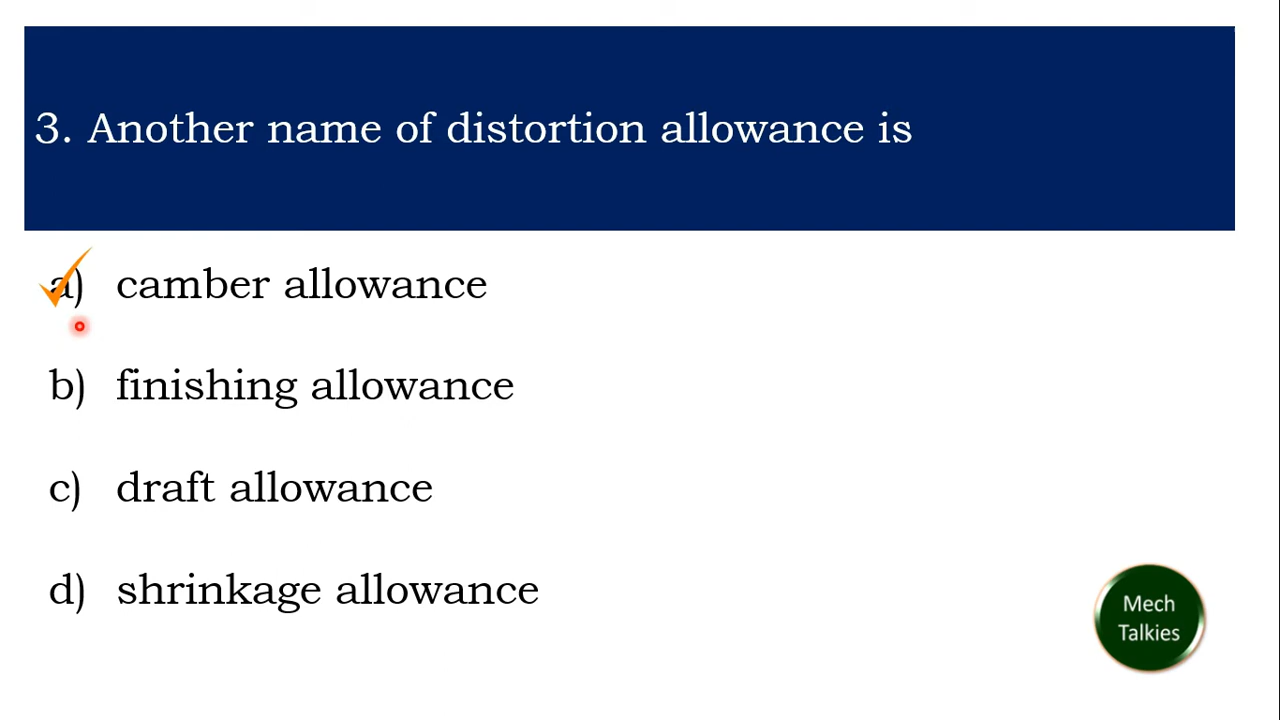 3. Another name of distortion allowance is
a) camber allowance
b) finishing allowance
c) draft allowance
d) shrinkage allowance
Mech
Talkies